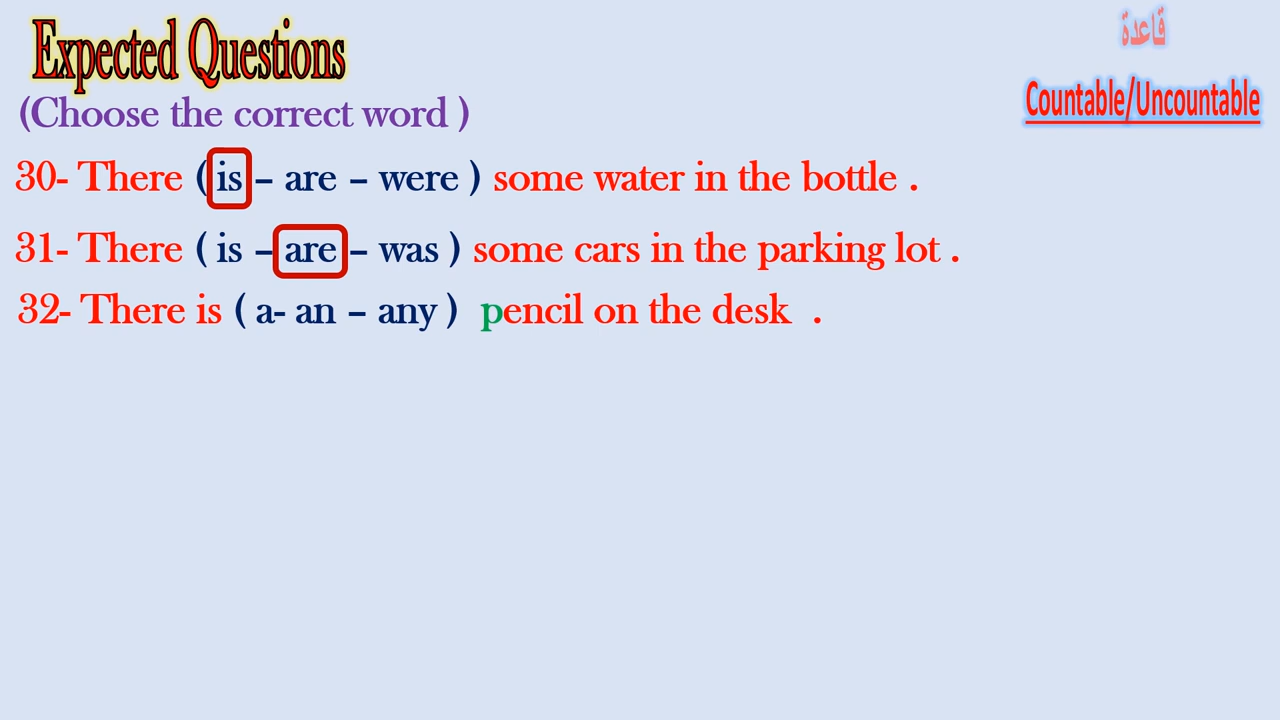 Expected Questions
قاعدة
Countable/Uncountable
(Choose the correct word )
30- There ( is – are – were ) some water in the bottle .
31- There ( is – are – was ) some cars in the parking lot .
32- There is ( a- an – any ) pencil on the desk .